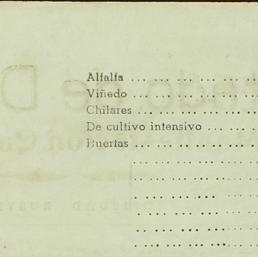 Alfalfa ... ... ... ... ... ...
Viñedo ... ... ... ... ... ...
Chilares ... ... ... ... ... ...
De cultivo intensivo ... ... ...
Huertas ... ... ... ... ... ...
... ... ... ... ... ...
... ... ... ... ...
... ... ... ... ...
... ... ... ... ... ...
... ... ... ... ... ...
... ... ... ... ... ...